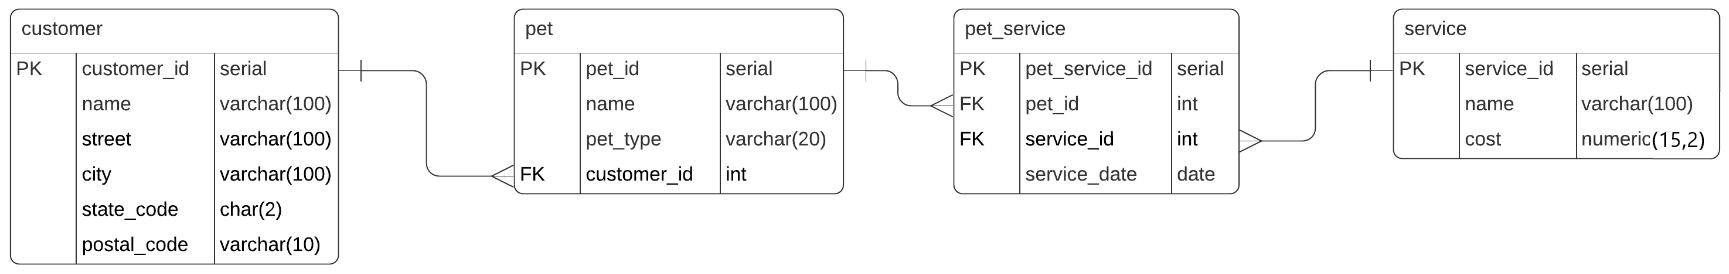 customer
PK customer_id serial
name varchar(100)
street varchar(100)
city varchar(100)
state_code char(2)
postal_code varchar(10)
pet
PK pet_id serial
name varchar(100)
pet_type varchar(20)
FK customer_id int
pet_service
PK pet_service_id serial
FK pet_id int
FK service_id int
service_date date
service
PK service_id serial
name varchar(100)
cost numeric(15,2)